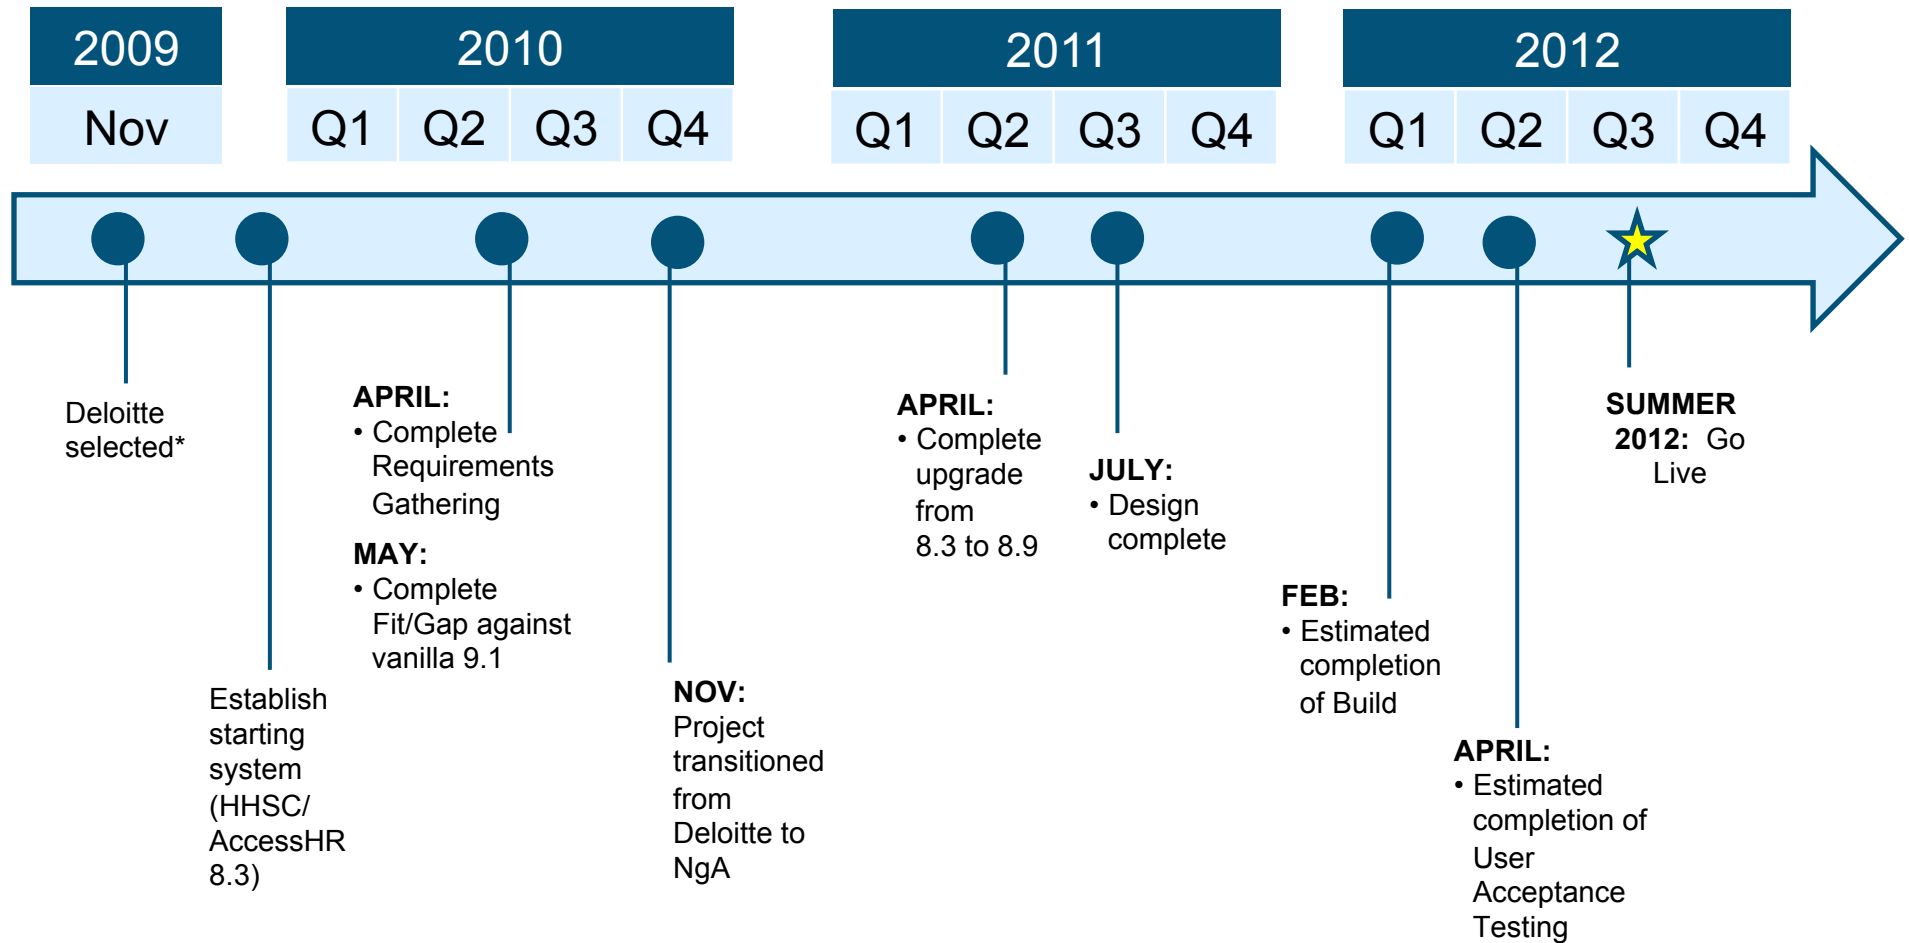 2009
2010
2011
2012
Nov
Q1 Q2 Q3 Q4
Q1 Q2 Q3 Q4
Q1 Q2 Q3 Q4
Deloitte
selected*
Establish
starting
system
(HHSC/
AccessHR
8.3)
APRIL:
• Complete
Requirements
Gathering
MAY:
• Complete
Fit/Gap against
vanilla 9.1
NOV:
Project
transitioned
from
Deloitte to
NgA
APRIL:
• Complete
upgrade
from
8.3 to 8.9
JULY:
• Design
complete
FEB:
• Estimated
completion
of Build
APRIL:
• Estimated
completion of
User
Acceptance
Testing
SUMMER
2012: Go
Live